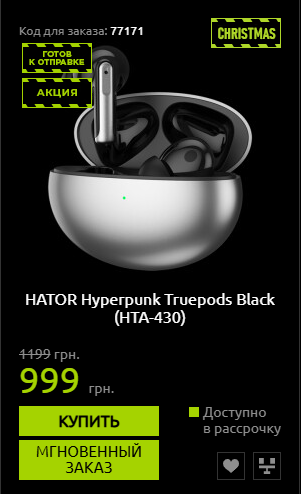 Код для заказа: 77171
CHRISTMAS
ГОТОВ
К ОТПРАВКЕ
АКЦИЯ
HATOR Hyperpunk Truepods Black
(HTA-430)
1199 грн.
999 грн.
КУПИТЬ
Доступно
в рассрочку
МГНОВЕННЫЙ
ЗАКАЗ